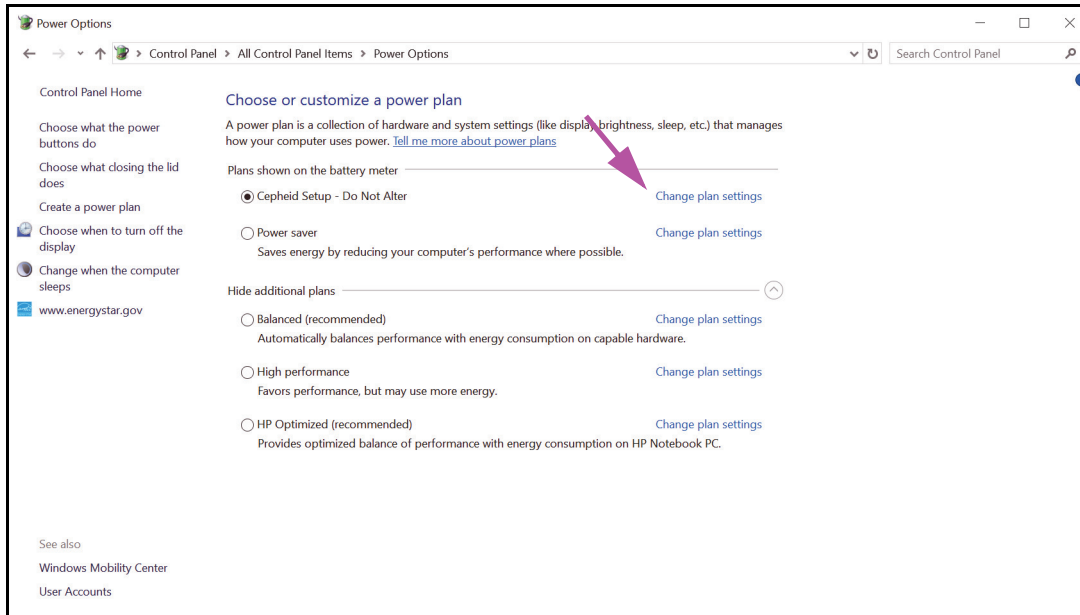 Power Options
Control Panel > All Control Panel Items > Power Options
Search Control Panel
Control Panel Home
Choose what the power
buttons do
Choose what closing the lid
does
Create a power plan
Choose when to turn off the
display
Change when the computer
sleeps
www.energystar.gov
Choose or customize a power plan
A power plan is a collection of hardware and system settings (like display brightness, sleep, etc.) that manages
how your computer uses power. Tell me more about power plans
Plans shown on the battery meter
Cepheid Setup - Do Not Alter Change plan settings
Power saver Change plan settings
Saves energy by reducing your computer's performance where possible.
Hide additional plans
Balanced (recommended) Change plan settings
Automatically balances performance with energy consumption on capable hardware.
High performance Change plan settings
Favors performance, but may use more energy.
HP Optimized (recommended) Change plan settings
Provides optimized balance of performance with energy consumption on HP Notebook PC.
See also
Windows Mobility Center
User Accounts